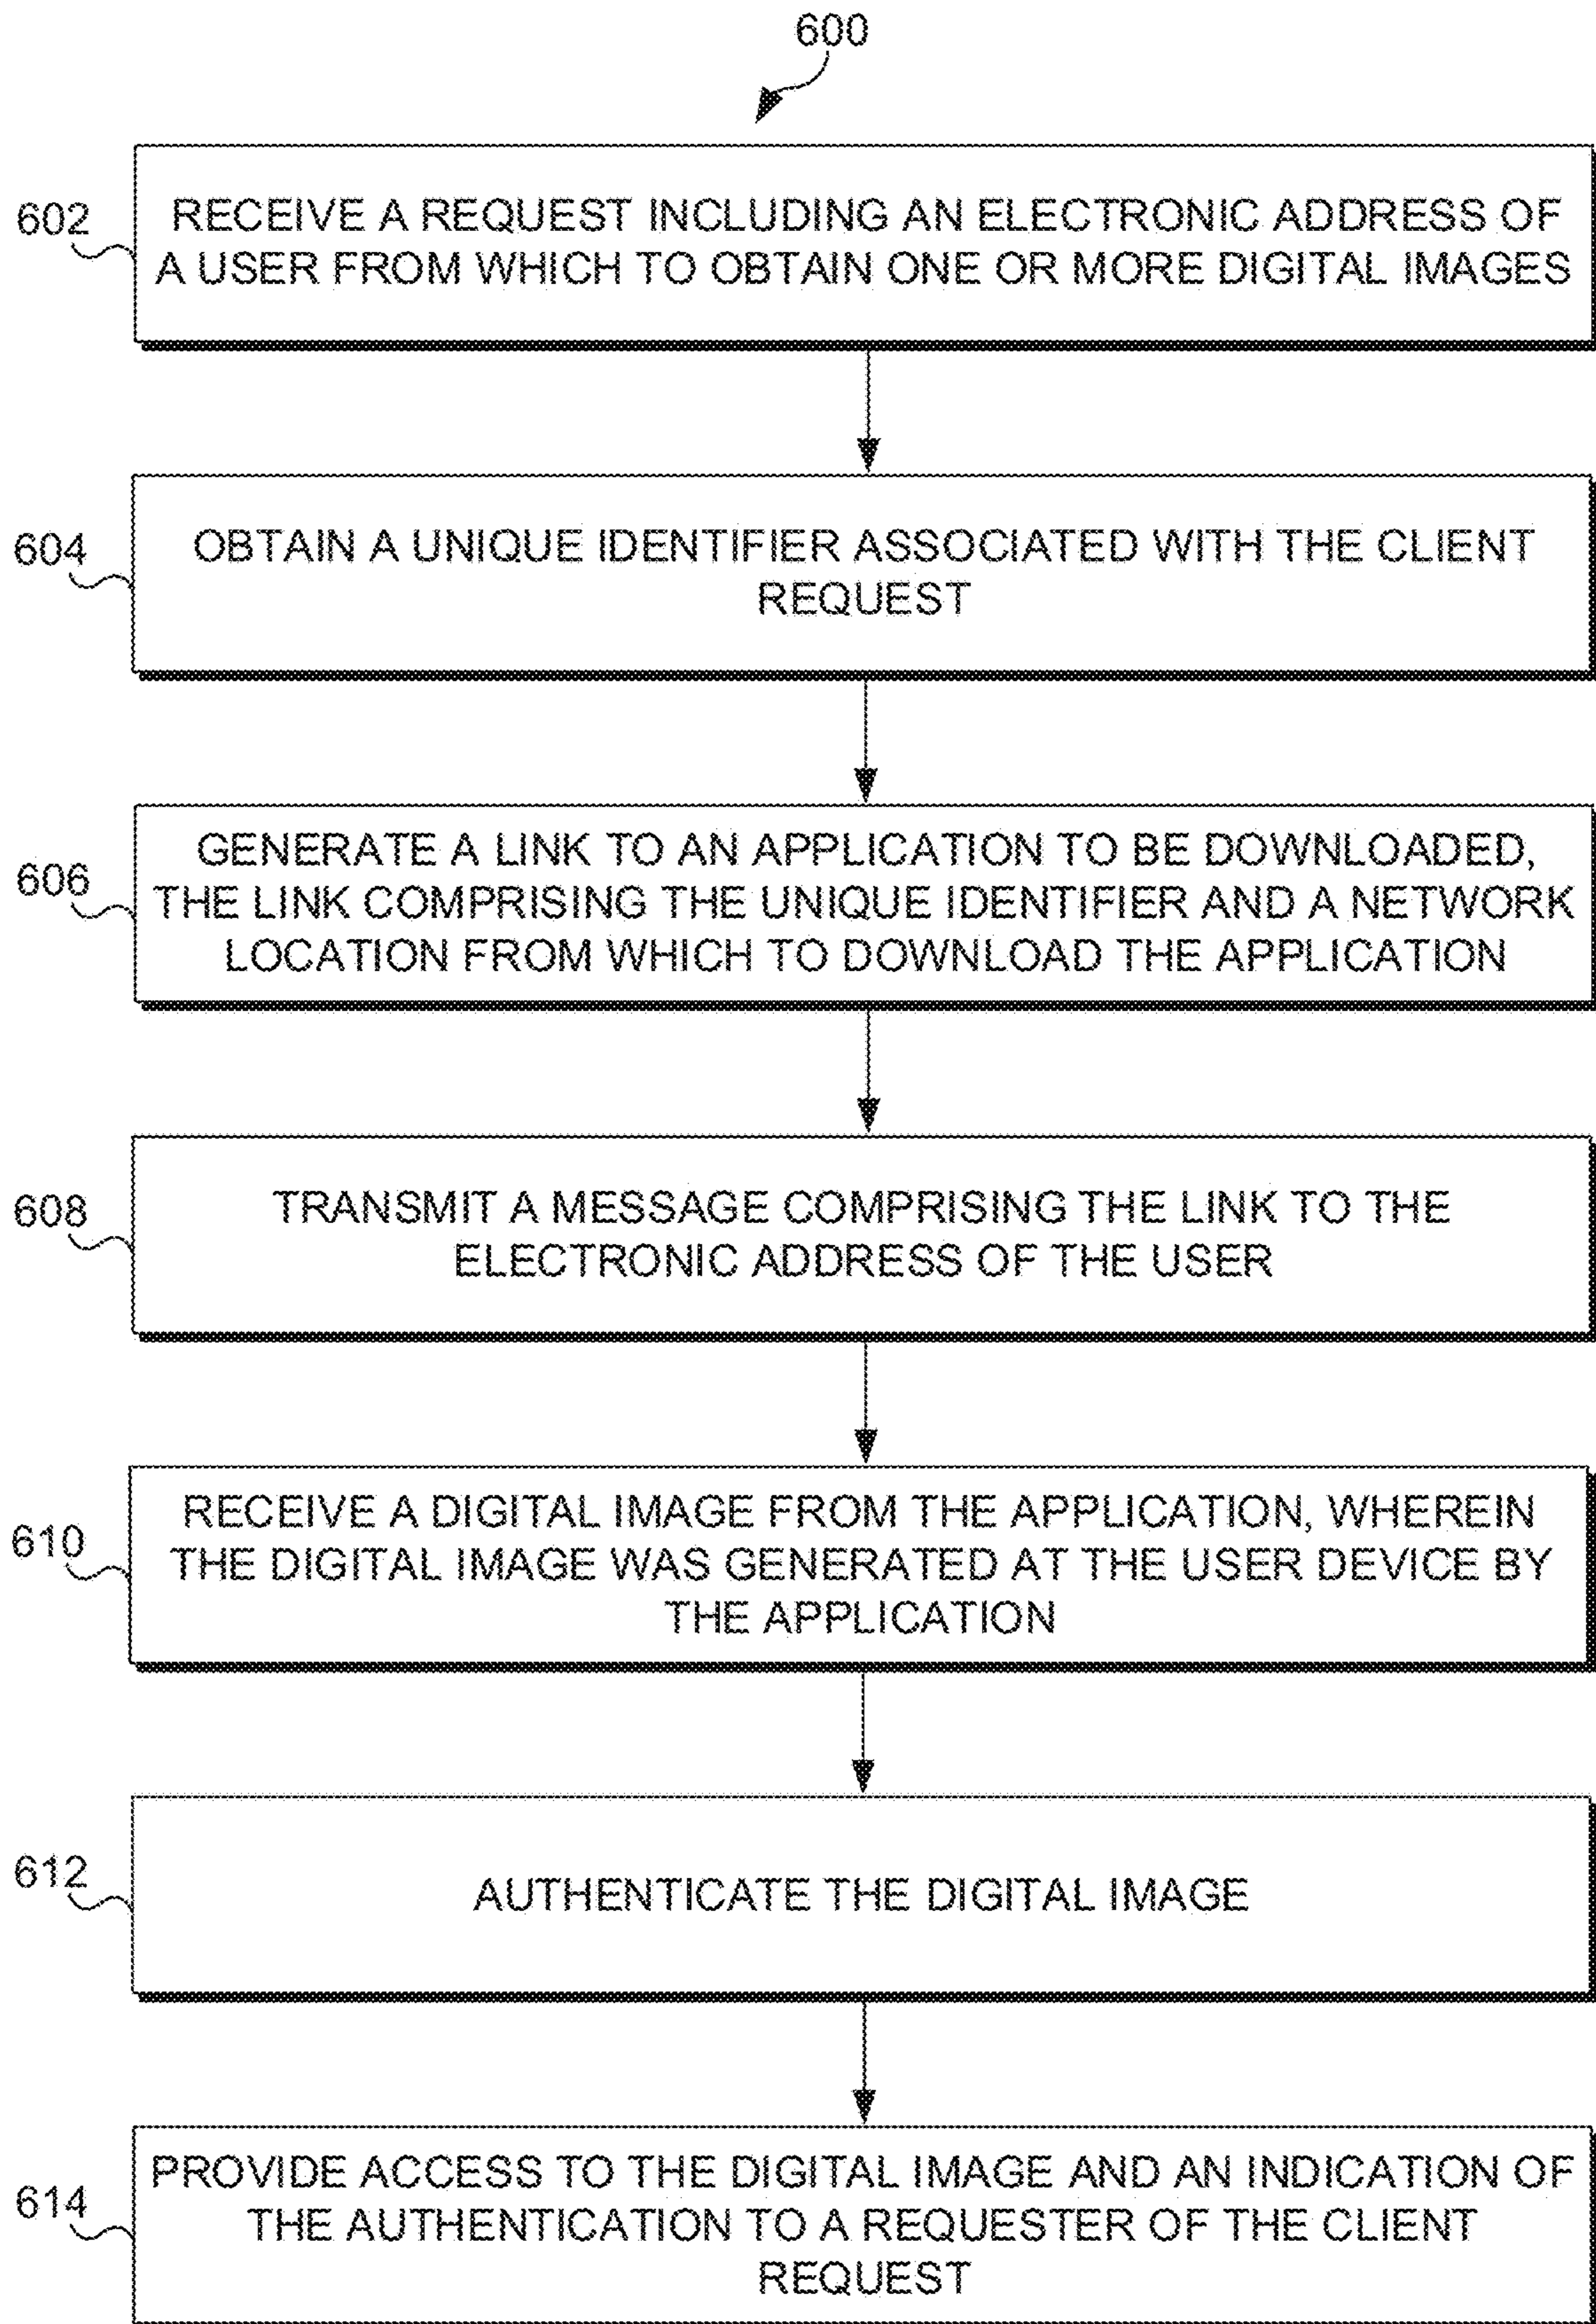 600
602
RECEIVE A REQUEST INCLUDING AN ELECTRONIC ADDRESS OF
A USER FROM WHICH TO OBTAIN ONE OR MORE DIGITAL IMAGES
604
OBTAIN A UNIQUE IDENTIFIER ASSOCIATED WITH THE CLIENT
REQUEST
606
GENERATE A LINK TO AN APPLICATION TO BE DOWNLOADED,
THE LINK COMPRISING THE UNIQUE IDENTIFIER AND A NETWORK
LOCATION FROM WHICH TO DOWNLOAD THE APPLICATION
608
TRANSMIT A MESSAGE COMPRISING THE LINK TO THE
ELECTRONIC ADDRESS OF THE USER
610
RECEIVE A DIGITAL IMAGE FROM THE APPLICATION, WHEREIN
THE DIGITAL IMAGE WAS GENERATED AT THE USER DEVICE BY
THE APPLICATION
612
AUTHENTICATE THE DIGITAL IMAGE
614
PROVIDE ACCESS TO THE DIGITAL IMAGE AND AN INDICATION OF
THE AUTHENTICATION TO A REQUESTER OF THE CLIENT
REQUEST